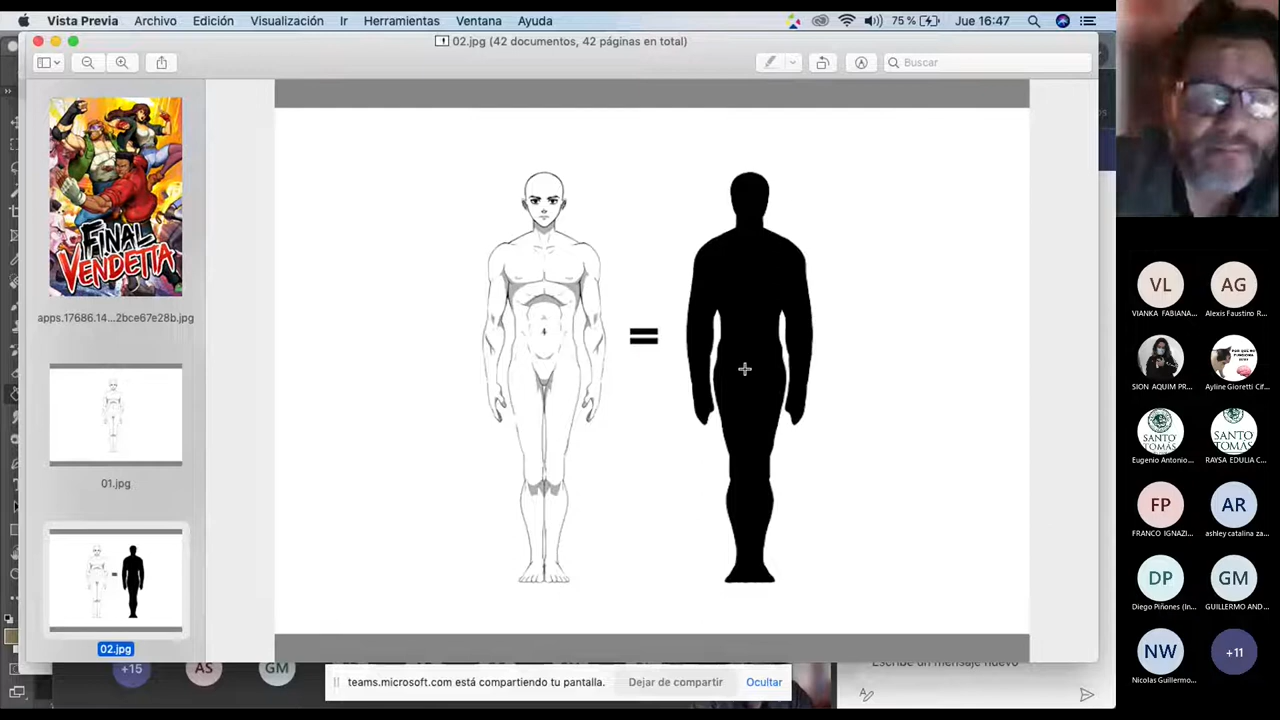 Vista Previa Archivo Edición Visualización Ir Herramientas Ventana Ayuda 75 % Jue 16:47
02.jpg (42 documentos, 42 páginas en total)
Buscar
FINAL
VENDETTA
apps.17686.14...2bce67e28b.jpg
01.jpg
02.jpg
=
VL AG
VIANKA FABIANA... Alexis Faustino R...
SION AQUIM PR... Ayline Gioretti Cif...
SANTO TOMAS SANTO TOMAS
Eugenio Antonio... RAYSA EDULIA C...
FP AR
FRANCO IGNAZI... ashley catalina za...
DP GM
Diego Piñones (In... GUILLERMO AND...
NW +11
Nicolas Guillermo...
+15 AS GM
Escribe un mensaje nuevo
teams.microsoft.com está compartiendo tu pantalla. Dejar de compartir Ocultar